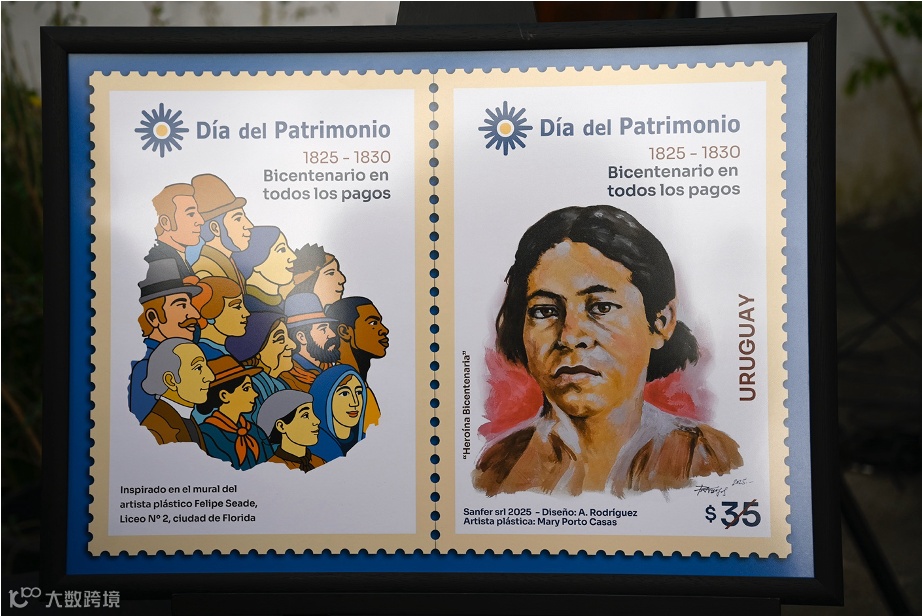 Día del Patrimonio
1825 - 1830
Bicentenario en
todos los pagos
Inspirado en el mural del
artista plástico Felipe Seade,
Liceo Nº 2, ciudad de Florida
Día del Patrimonio
1825 - 1830
Bicentenario en
todos los pagos
URUGUAY
"Heroína Bicentenaria"
2025.-
Sanfer srl 2025 - Diseño: A. Rodríguez
Artista plástica: Mary Porto Casas
$ 35
大数跨境